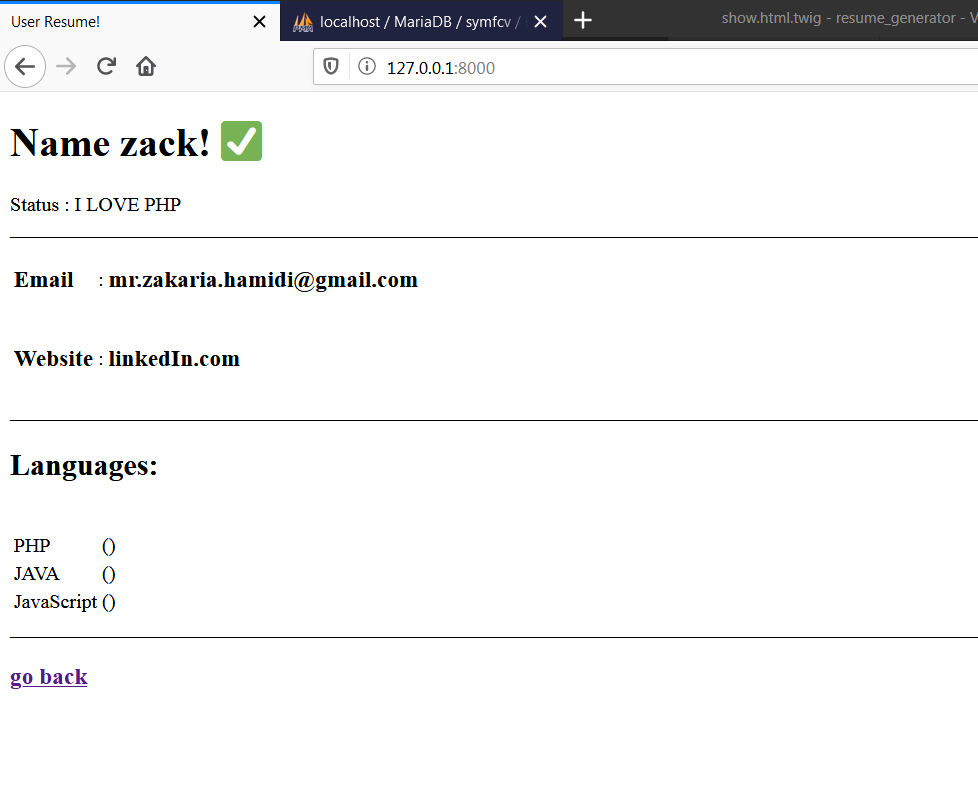 User Resume!
localhost / MariaDB / symfcv /
show.html.twig - resume_generator - V
127.0.0.1:8000
Name zack! ✅
Status : I LOVE PHP
Email : mr.zakaria.hamidi@gmail.com
Website : linkedIn.com
Languages:
PHP ()
JAVA ()
JavaScript ()
go back